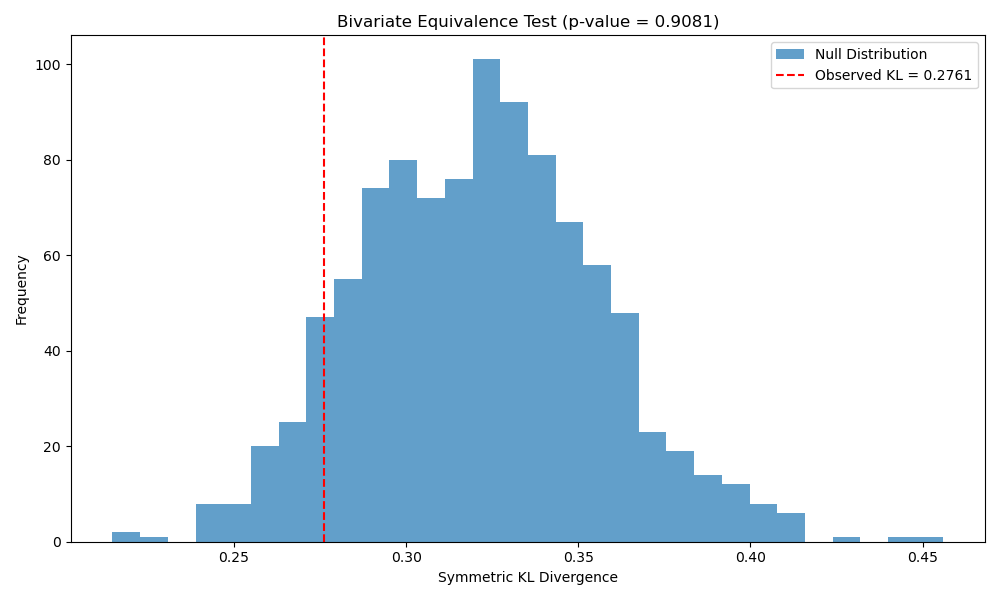 Bivariate Equivalence Test (p-value = 0.9081)
Null Distribution
Observed KL = 0.2761
Frequency
100
80
60
40
20
0
0.25 0.30 0.35 0.40 0.45
Symmetric KL Divergence